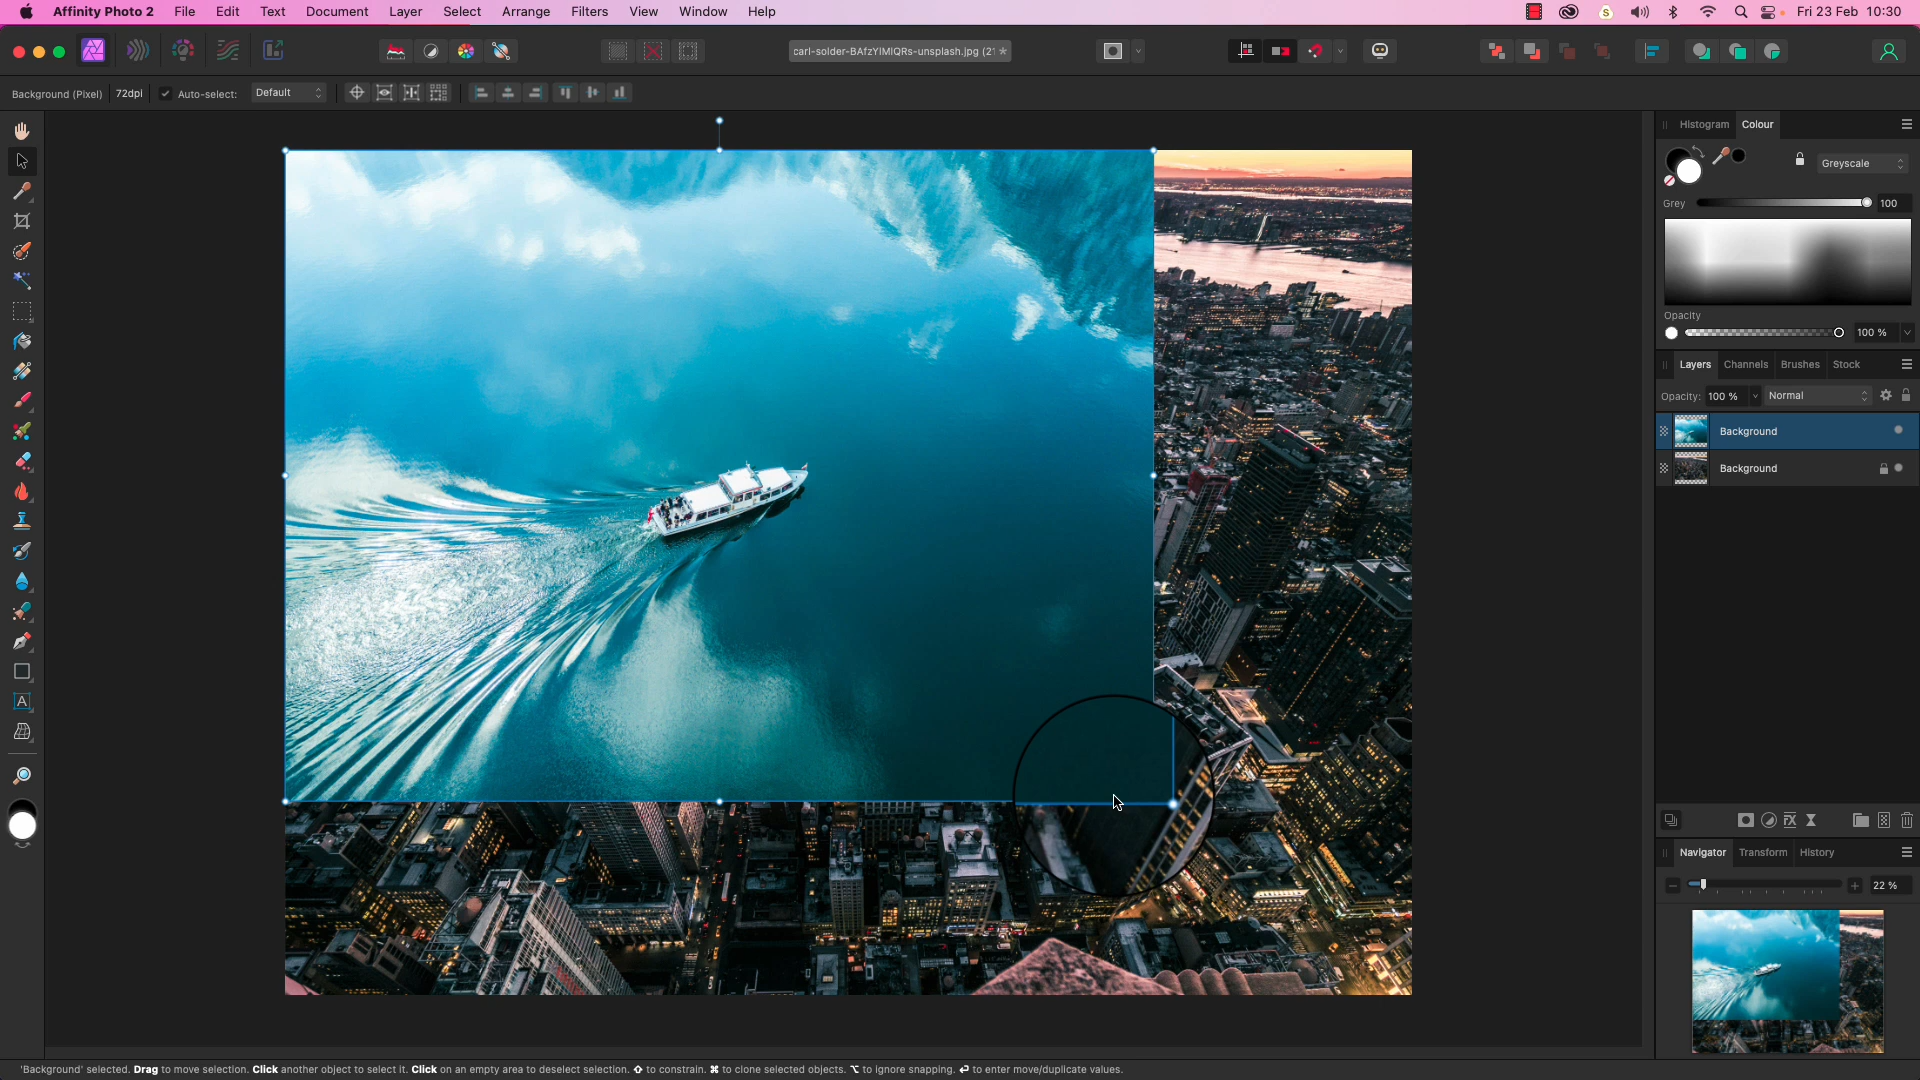 Affinity Photo 2 File Edit Text Document Layer Select Arrange Filters View Window Help Fri 23 Feb 10:30
carl-solder-BAfzYIMlQRs-unsplash.jpg (2 *
Background (Pixel) 72dpi Auto-select: Default
Histogram Colour
Greyscale
Grey 100
Opacity
100 %
Layers Channels Brushes Stock
Opacity: 100 % Normal
Background
Background
Navigator Transform History
22 %
'Background' selected. Drag to move selection. Click another object to select it. Click on an empty area to deselect selection. ⇧ to constrain. ⌘ to clone selected objects. ⌥ to ignore snapping. ⏎ to enter move/duplicate values.